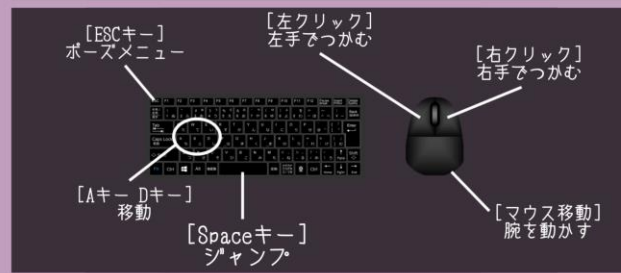 [ESCキー]
ポーズメニュー
[左クリック]
左手でつかむ
[右クリック]
右手でつかむ
[Aキー Dキー]
移動
[Spaceキー]
ジャンプ
[マウス移動]
腕を動かす